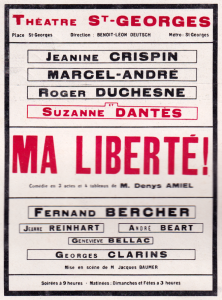 THÉATRE ST-GEORGES
Place St Georges Direction : BENOIT-LÉON DEUTSCH Métro : St Georges
JEANINE CRISPIN
MARCEL-ANDRÉ
ROGER DUCHESNE
ET
SUZANNE DANTÈS
MA LIBERTÉ!
Comédie en 3 actes et 4 tableaux de M. Denys AMIEL
FERNAND BERCHER
JEANNE REINHART ANDRÉ BEART
GENEVIÈVE BELLAC
GEORGES CLARINS
Mise en scène de M. Jacques BAUMER
Soirées à 9 heures - Matinées : Dimanches et Fêtes à 3 heures